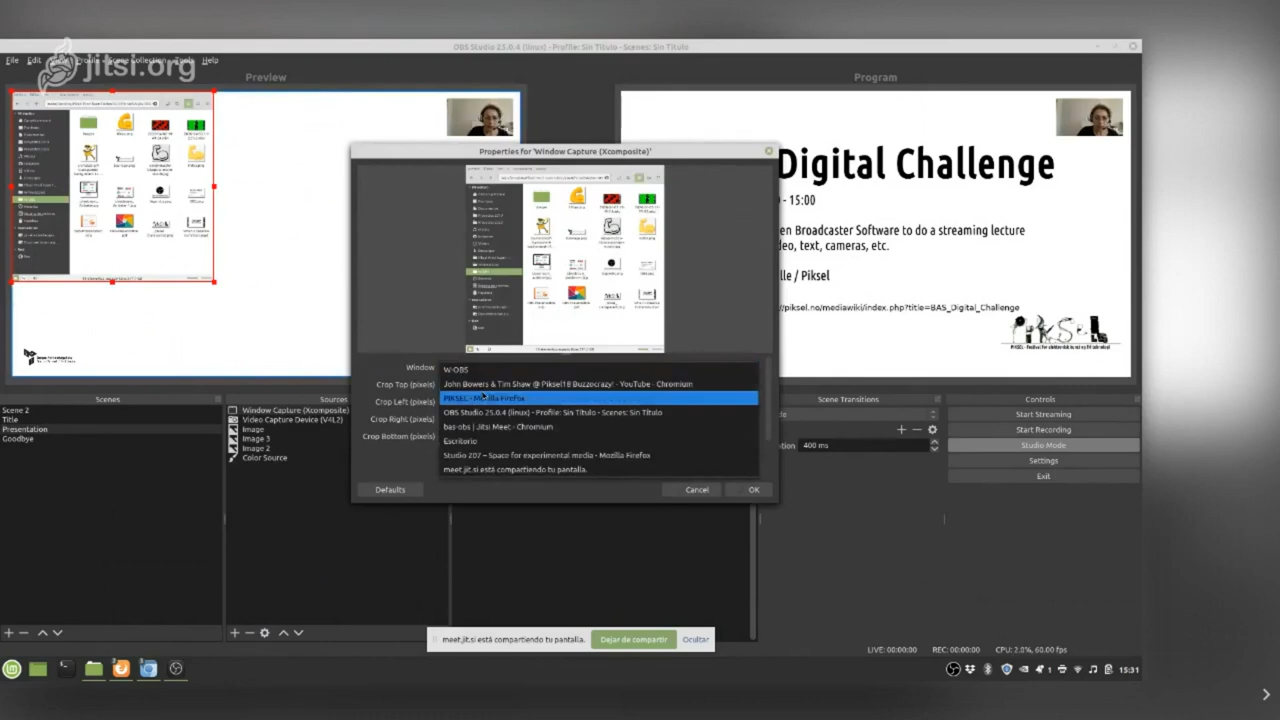 jitsi.org
OBS Studio 25.0.4 (linux) - Profile: Sin Título - Scenes: Sin Título
File Edit View Profile Scene Collection Tools Help
Preview
Program
Properties for 'Window Capture (Xcomposite)'
Digital Challenge
- 15:00
en Broadcaster Software to do a streaming lecture
deo, text, cameras, etc.
lle / Piksel
//piksel.no/mediawiki/index.php?title=BAS_Digital_Challenge
PIKSEL
Window
W-OBS
Crop Top (pixels)
John Bowers & Tim Shaw @ Piksel18 Buzzocrazy! - YouTube - Chromium
Crop Left (pixels)
PIKSEL - Mozilla Firefox
Crop Right (pixels)
OBS Studio 25.0.4 (linux) - Profile: Sin Título - Scenes: Sin Título
bas-obs | Jitsi Meet - Chromium
Crop Bottom (pixels)
Escritorio
Studio 207 – Space for experimental media - Mozilla Firefox
meet.jit.si está compartiendo tu pantalla.
Defaults
Cancel
OK
Scenes
Scene 2
Title
Presentation
Goodbye
Sources
Window Capture (Xcomposite)
Video Capture Device (V4L2)
Image
Image 3
Image 2
Color Source
Scene Transitions
400 ms
Controls
Start Streaming
Start Recording
Studio Mode
Settings
Exit
meet.jit.si está compartiendo tu pantalla.
Dejar de compartir
Ocultar
LIVE: 00:00:00
REC: 00:00:00
CPU: 2.0%, 60.00 fps
1
15:31